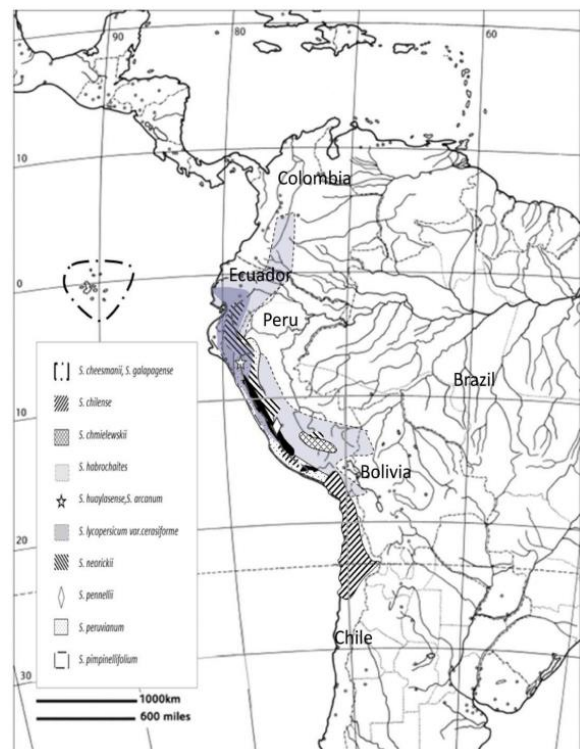 90
80
60
10
Colombia
0
Ecuador
Peru
S. cheesmanii, S. galapagense
S. chilense
Brazil
S. chmielewskii
10
S. habrochaites
Bolivia
S. huaylasense,S. arcanum
S. lycopersicum var.cerasiforme
S. neorickii
20
S. pennellii
S. peruvianum
Chile
S. pimpinellifolium
30
1000km
600 miles